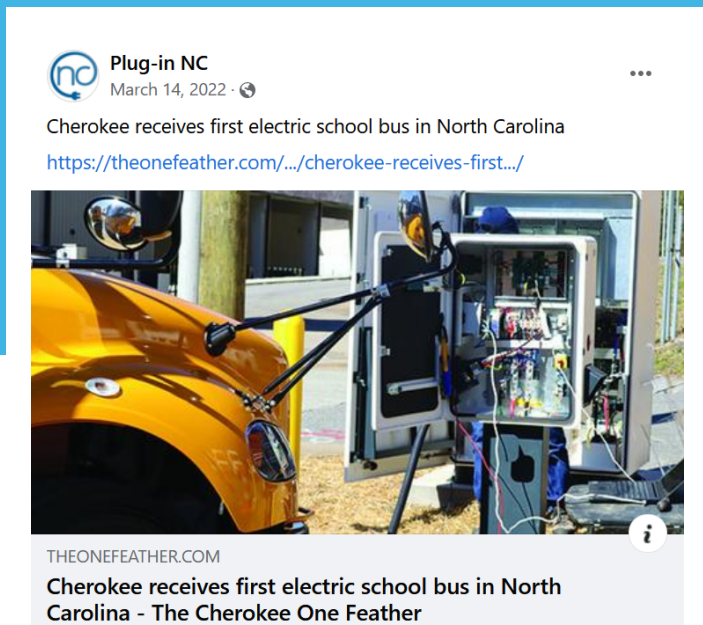 nc
Plug-in NC
March 14, 2022 ·
Cherokee receives first electric school bus in North Carolina
https://theonefeather.com/.../cherokee-receives-first.../
i
THEONEFEATHER.COM
Cherokee receives first electric school bus in North
Carolina - The Cherokee One Feather